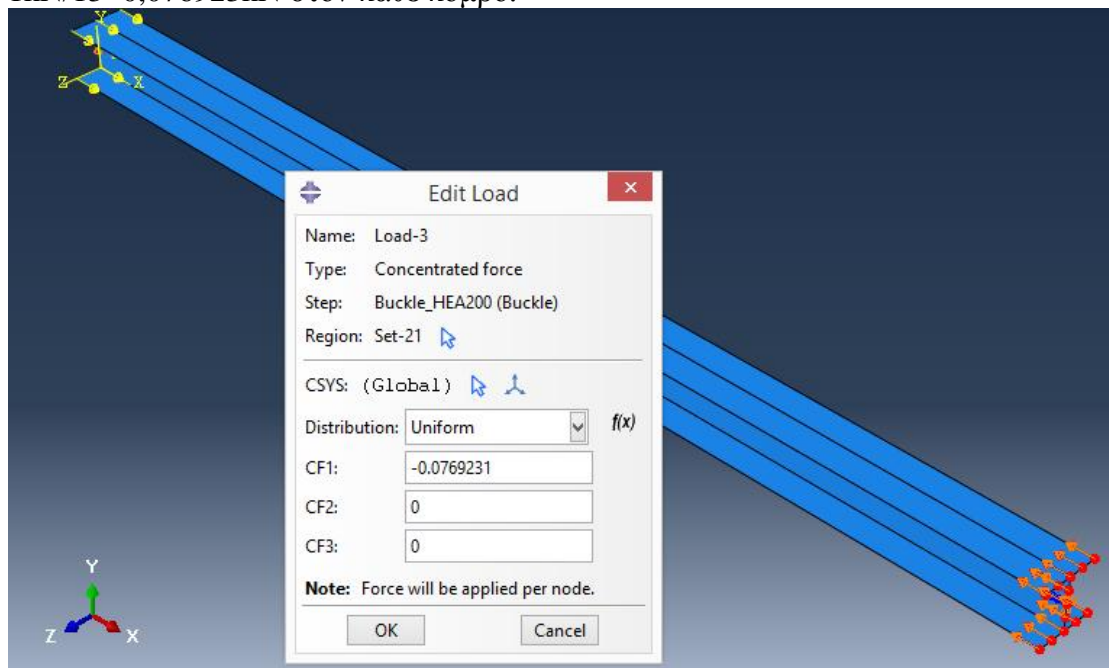 Edit Load
Name: Load-3
Type: Concentrated force
Step: Buckle_HEA200 (Buckle)
Region: Set-21
CSYS: (Global)
Distribution: Uniform f(x)
CF1: -0.0769231
CF2: 0
CF3: 0
Note: Force will be applied per node.
OK Cancel
Y
Z X
Y
Z X